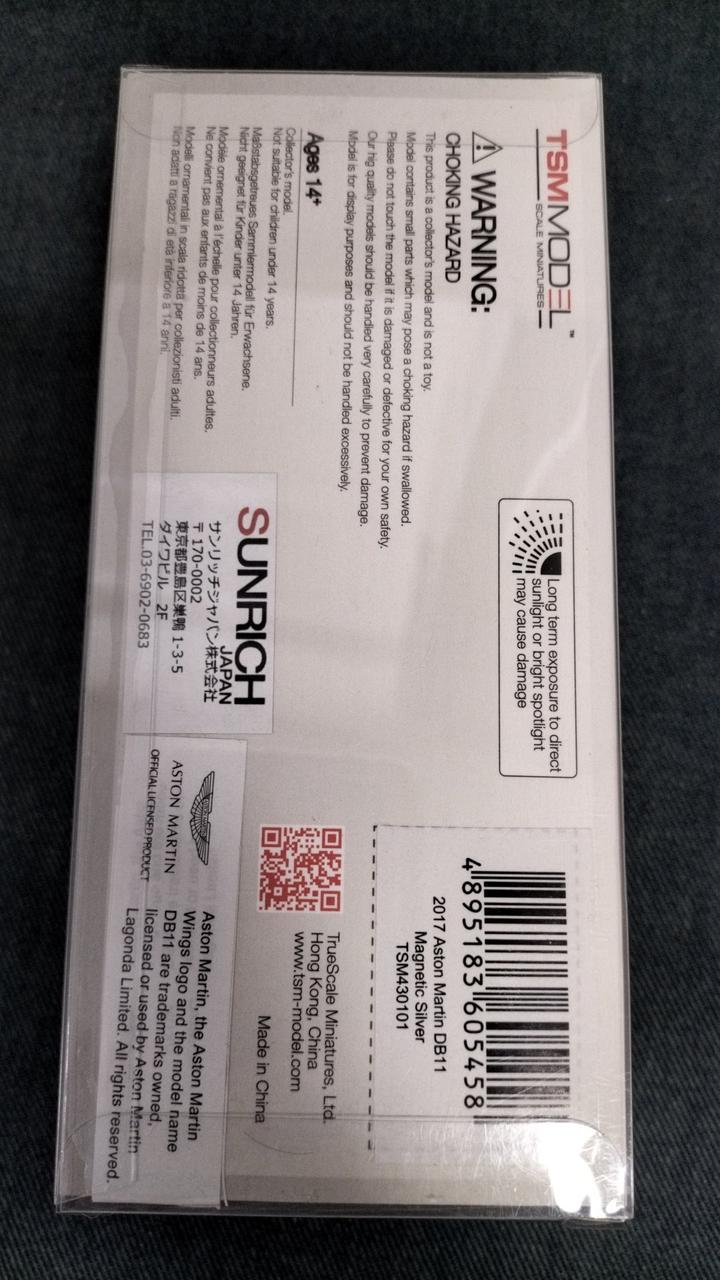 TSMMODEL™
SCALE MINIATURES
WARNING:
CHOKING HAZARD
This product is a collector's model and is not a toy.
Model contains small parts which may pose a choking hazard if swallowed.
Please do not touch the model if it is damaged or defective for your own safety.
Our hig quality models should be handled very carefully to prevent damage.
Model is for display purposes and should not be handled excessively.
Ages 14+
Collector's model.
Not suitable for children under 14 years.
Maßstabsgetreues Sammlermodell für Erwachsene.
Nicht geeignet für Kinder unter 14 Jahren.
Modèle ornemental à l'échelle pour collectionneurs adultes.
Ne convient pas aux enfants de moins de 14 ans.
Modelli ornamentali in scala ridotta per collezionisti adulti.
Non adatti a ragazzi di età inferiore a 14 anni.
Long term exposure to direct
sunlight or bright spotlight
may cause damage
SUNRICH
JAPAN
サンリッチジャパン株式会社
〒170-0002
東京都豊島区巣鴨 1-3-5
ダイワビル 2F
TEL.03-6902-0683
4 895183 605458
2017 Aston Martin DB11
Magnetic Silver
TSM430101
TrueScale Miniatures, Ltd.
Hong Kong, China
www.tsm-model.com
Made in China
ASTON MARTIN
OFFICIAL LICENSED PRODUCT
Aston Martin, the Aston Martin
Wings logo and the model name
DB11 are trademarks owned,
licensed or used by Aston Martin
Lagonda Limited. All rights reserved.